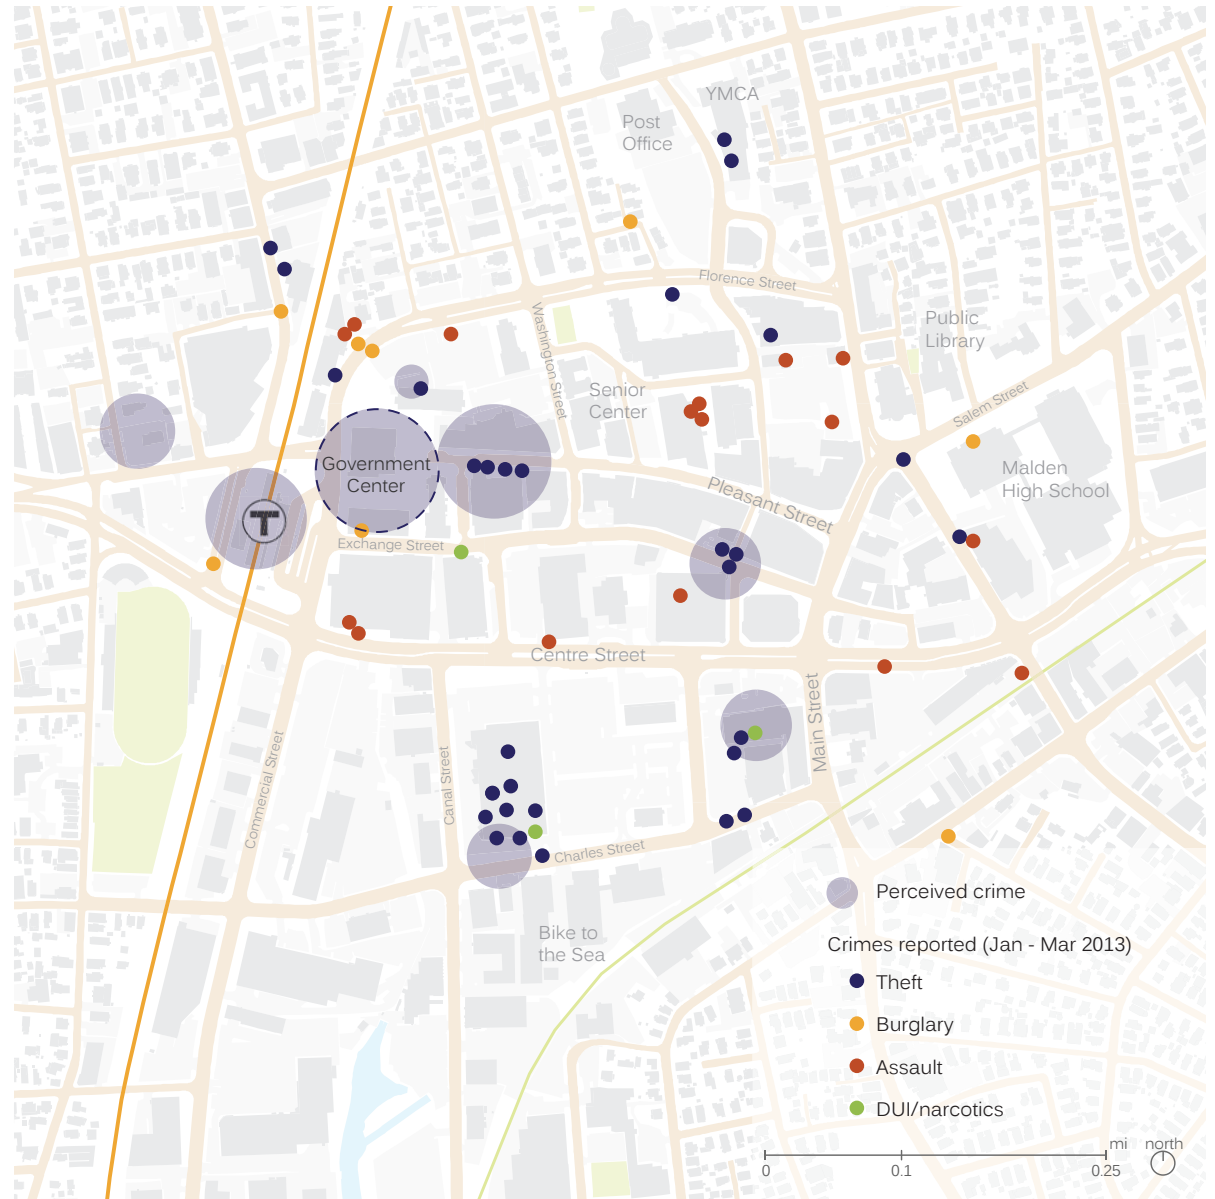 YMCA
Post
Office
Florence Street
Washington Street
Public
Library
Senior
Center
Salem Street
Government
Center
Malden
High School
Pleasant Street
T
Exchange Street
Centre Street
Main Street
Commercial Street
Canal Street
Charles Street
Perceived crime
Bike to
the Sea
Crimes reported (Jan - Mar 2013)
Theft
Burglary
Assault
DUI/narcotics
mi
north
0
0.1
0.25